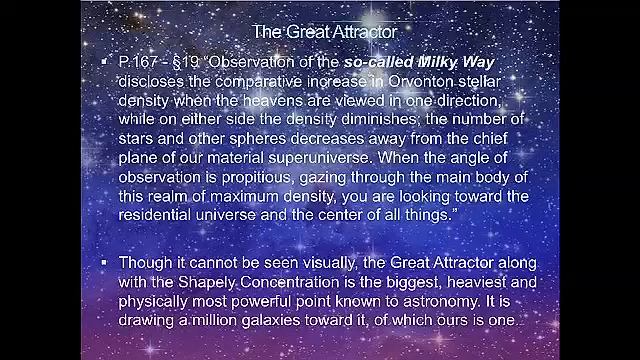 The Great Attractor
▪ P.167 - §19 "Observation of the so-called Milky Way
discloses the comparative increase in Orvonton stellar
density when the heavens are viewed in one direction,
while on either side the density diminishes; the number of
stars and other spheres decreases away from the chief
plane of our material superuniverse. When the angle of
observation is propitious, gazing through the main body of
this realm of maximum density, you are looking toward the
residential universe and the center of all things."
▪ Though it cannot be seen visually, the Great Attractor along
with the Shapely Concentration is the biggest, heaviest and
physically most powerful point known to astronomy. It is
drawing a million galaxies toward it, of which ours is one.